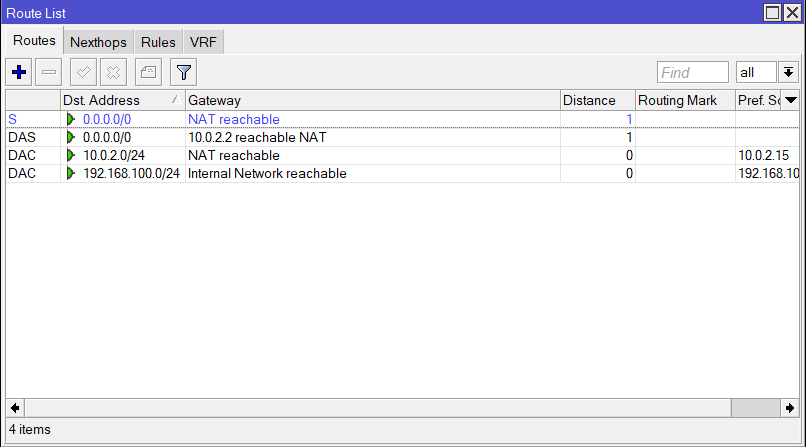 Route List
Routes Nexthops Rules VRF
Find all
Dst. Address Gateway Distance Routing Mark Pref. So
S 0.0.0.0/0 NAT reachable 1
DAS 0.0.0.0/0 10.0.2.2 reachable NAT 1
DAC 10.0.2.0/24 NAT reachable 0 10.0.2.15
DAC 192.168.100.0/24 Internal Network reachable 0 192.168.10
4 items